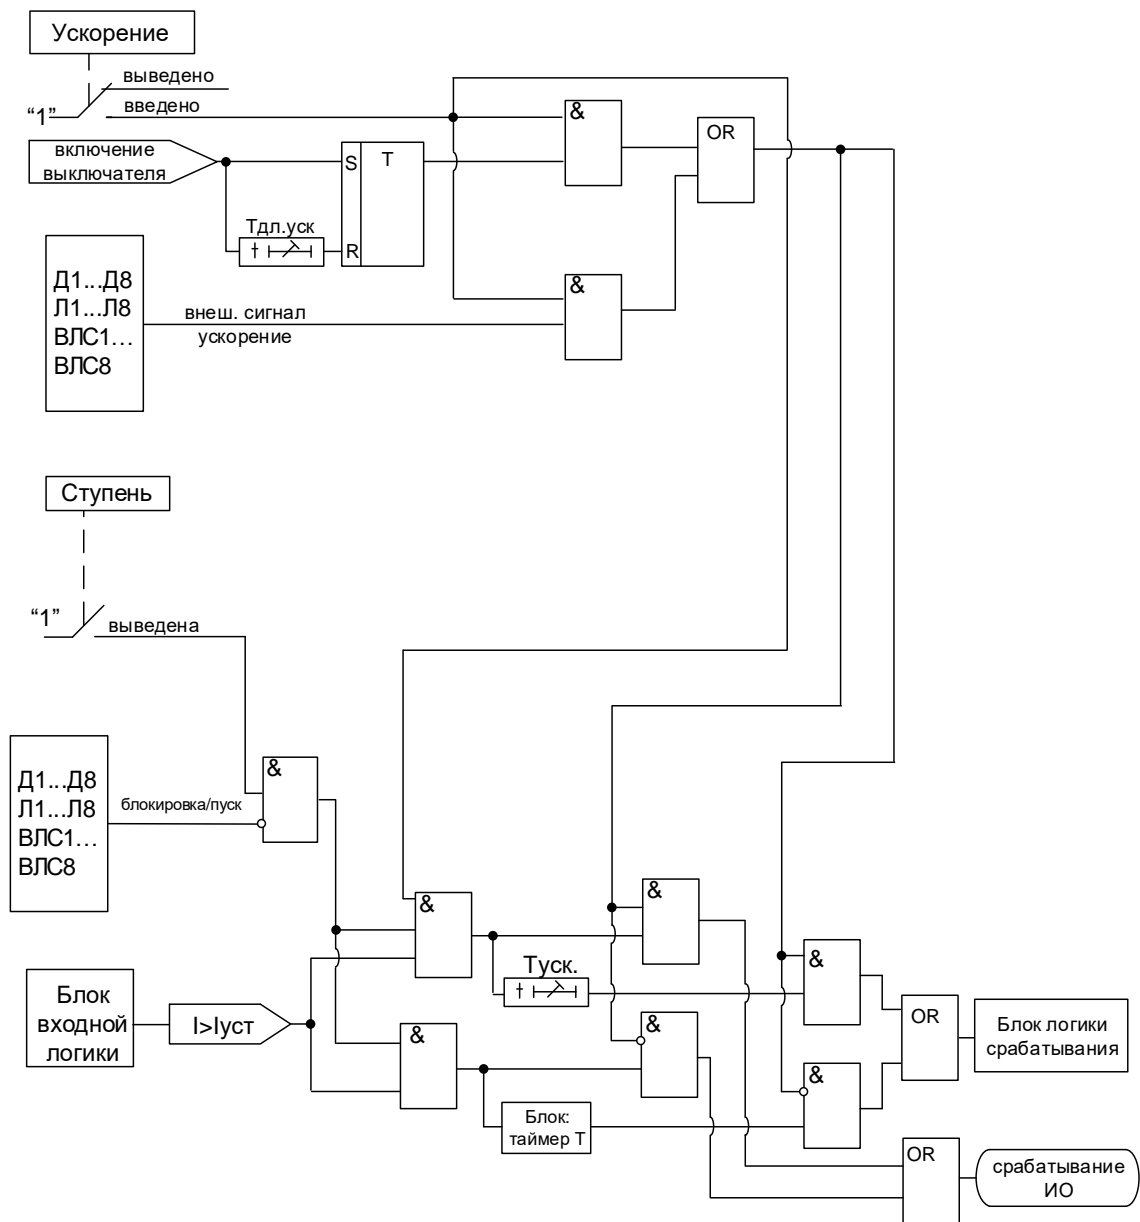 Ускорение
выведено
“1”
введено
&
OR
включение
выключателя
S
T
Тдл.уск
t
R
Д1...Д8
Л1...Л8
ВЛС1...
ВЛС8
внеш. сигнал
ускорение
&
Ступень
“1”
выведена
Д1...Д8
Л1...Л8
ВЛС1...
ВЛС8
блокировка/пуск
&
&
&
Туск.
t
&
Блок
входной
логики
I>Iуст
&
&
OR
Блок логики
срабатывания
Блок:
таймер Т
&
OR
срабатывание
ИО